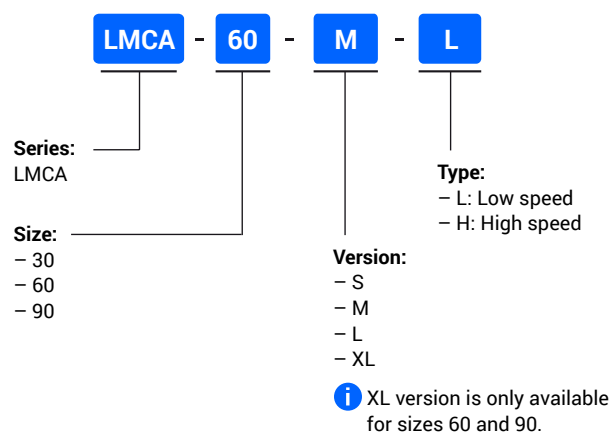 LMCA - 60 - M - L
Series:
LMCA
Size:
– 30
– 60
– 90
Version:
– S
– M
– L
– XL
i XL version is only available
for sizes 60 and 90.
Type:
– L: Low speed
– H: High speed